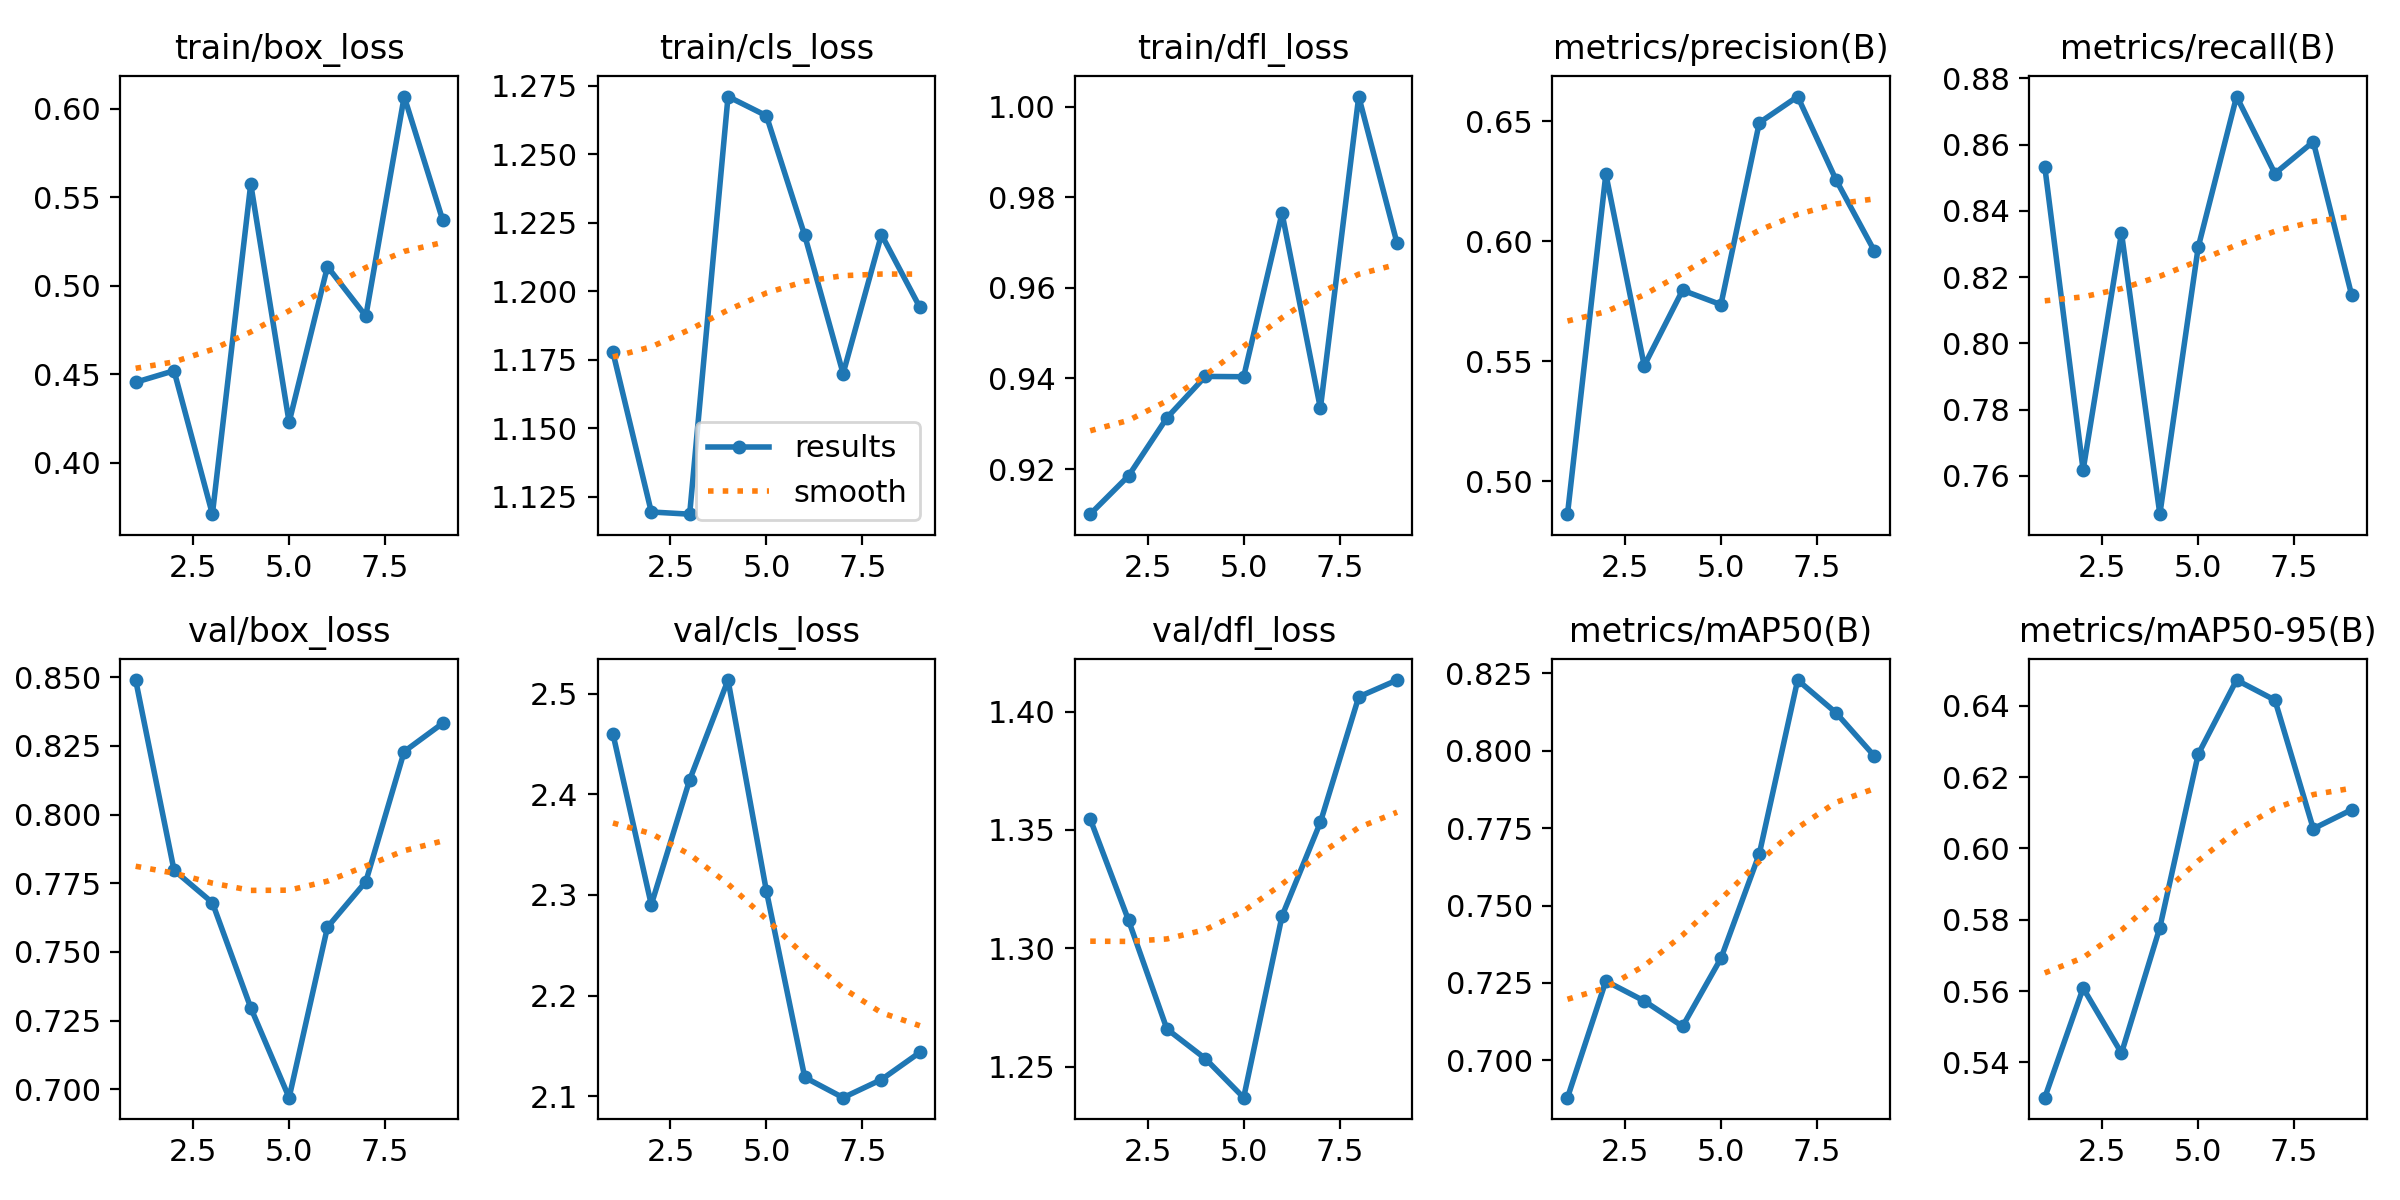 train/box_loss
0.60
0.55
0.50
0.45
0.40
2.5 5.0 7.5
train/cls_loss
1.275
1.250
1.225
1.200
1.175
1.150
1.125
results
smooth
2.5 5.0 7.5
train/dfl_loss
1.00
0.98
0.96
0.94
0.92
2.5 5.0 7.5
metrics/precision(B)
0.65
0.60
0.55
0.50
2.5 5.0 7.5
metrics/recall(B)
0.88
0.86
0.84
0.82
0.80
0.78
0.76
2.5 5.0 7.5
val/box_loss
0.850
0.825
0.800
0.775
0.750
0.725
0.700
2.5 5.0 7.5
val/cls_loss
2.5
2.4
2.3
2.2
2.1
2.5 5.0 7.5
val/dfl_loss
1.40
1.35
1.30
1.25
2.5 5.0 7.5
metrics/mAP50(B)
0.825
0.800
0.775
0.750
0.725
0.700
2.5 5.0 7.5
metrics/mAP50-95(B)
0.64
0.62
0.60
0.58
0.56
0.54
2.5 5.0 7.5